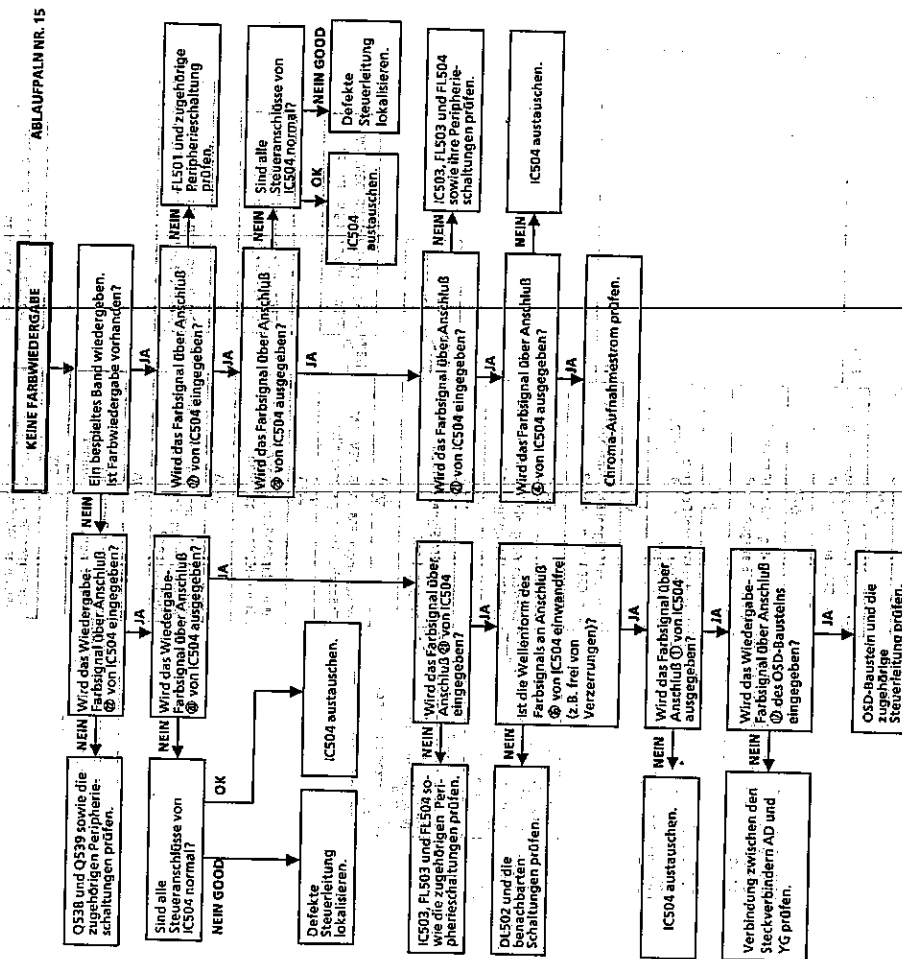 ABLAUFPALN NR. 15
KEINE FARBWIEDERGABE
Ein bespieltes Band wiedergeben.
Ist Farbwiedergabe vorhanden?
NEIN
JA
Wird das Farbsignal über Anschluß
von IC504 eingegeben?
NEIN
FL501 und zugehörige
Peripherieschaltung
prüfen.
JA
Wird das Farbsignal über Anschluß
von IC504 ausgegeben?
NEIN
Sind alle
Steueranschlüsse von
IC504 normal?
OK
NEIN GOOD
IC504
austauschen.
Defekte
Steuerleitung
lokalisieren.
JA
Wird das Farbsignal über Anschluß
㉑ von IC504 eingegeben?
NEIN
IC503, FL503 und FL504
sowie ihre Peripherie-
schaltungen prüfen.
JA
Wird das Farbsignal über Anschluß
④ von IC504 ausgegeben?
NEIN
IC504 austauschen.
JA
Chroma-Aufnahmestrom prüfen.
Wird das Wiedergabe-
Farbsignal über Anschluß
von IC504 eingegeben?
NEIN
Q538 und Q539 sowie die
zugehörigen Peripherie-
schaltungen prüfen.
JA
Wird das Wiedergabe-
Farbsignal über Anschluß
von IC504 ausgegeben?
NEIN
Sind alle
Steueranschlüsse von
IC504 normal?
NEIN GOOD
OK
Defekte
Steuerleitung
lokalisieren.
IC504 austauschen.
JA
Wird das Farbsignal über
Anschluß von IC504
eingegeben?
NEIN
IC503, FL503 und FL504 so-
wie die zugehörigen Peri-
pherieschaltungen prüfen.
JA
Ist die Wellenform des
Farbsignals an Anschluß
von IC504 einwandfrei
(z.B. frei von
Verzerrungen)?
NEIN
DL502 und die
benachbarten
Schaltungen prüfen.
JA
Wird das Farbsignal über
Anschluß ① von IC504
ausgegeben?
NEIN
IC504 austauschen.
JA
Wird das Wiedergabe-
Farbsignal über Anschluß
⑫ des OSD-Bausteins
eingegeben?
NEIN
Verbindung zwischen den
Steckverbindern AD und
YG prüfen.
JA
OSD-Baustein und die
zugehörige
Steuerleitung prüfen.